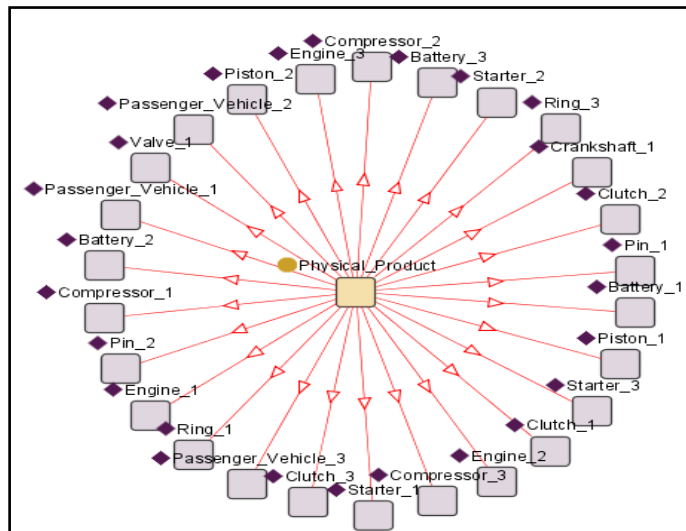 Compressor_2
Engine_3
Battery_3
Piston_2
Starter_2
Passenger_Vehicle_2
Ring_3
Valve_1
Crankshaft_1
Passenger_Vehicle_1
Clutch_2
Battery_2
Pin_1
Physical_Product
Compressor_1
Battery_1
Pin_2
Piston_1
Engine_1
Starter_3
Ring_1
Clutch_1
Passenger_Vehicle_3
Engine_2
Clutch_3
Compressor_3
Starter_1